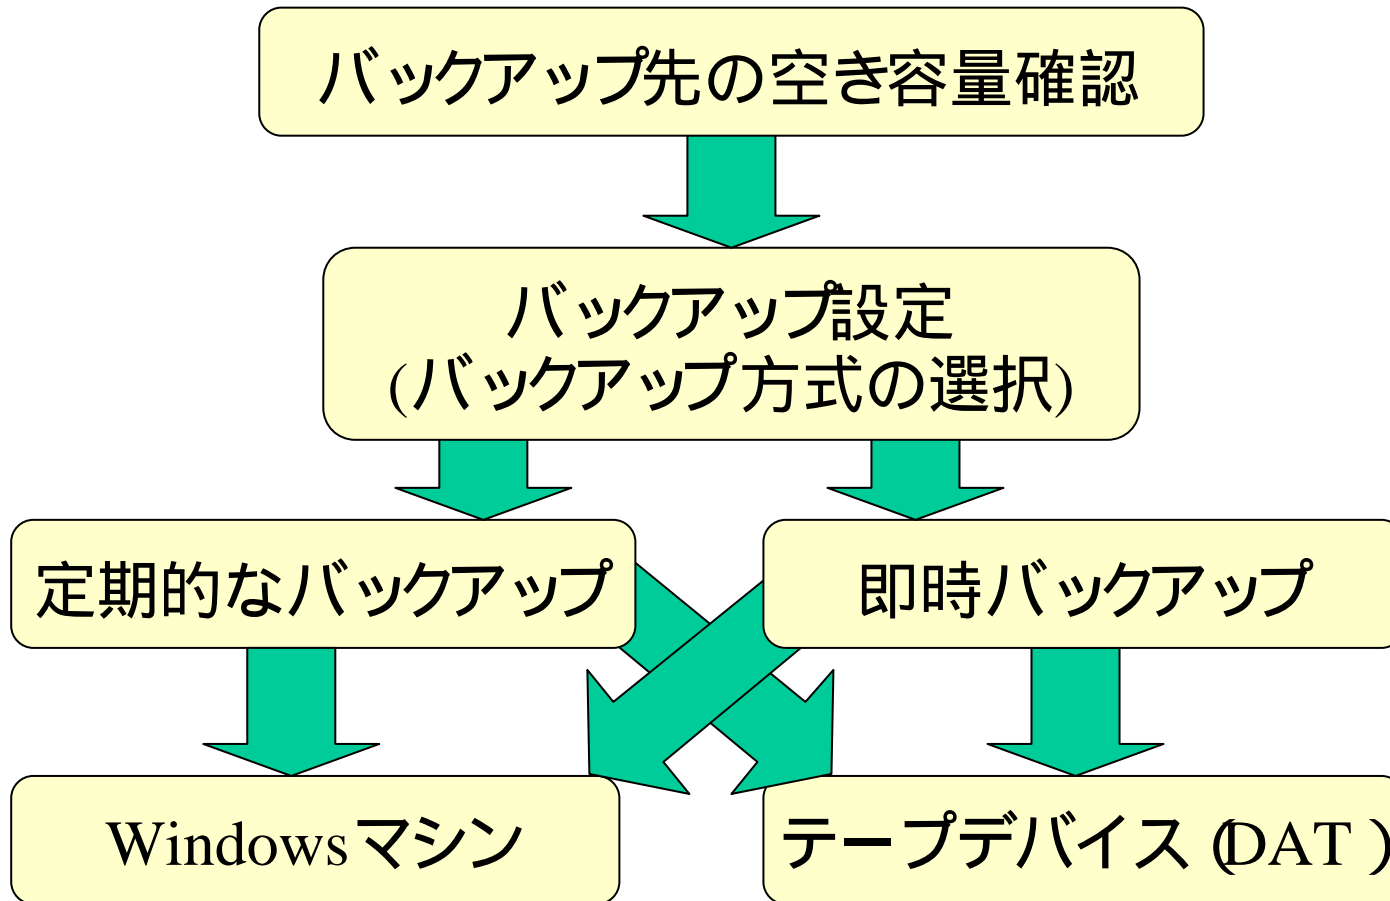 バックアップ先の空き容量確認
バックアップ設定
(バックアップ方式の選択)
定期的なバックアップ
即時バックアップ
Windowsマシン
テープデバイス(DAT)